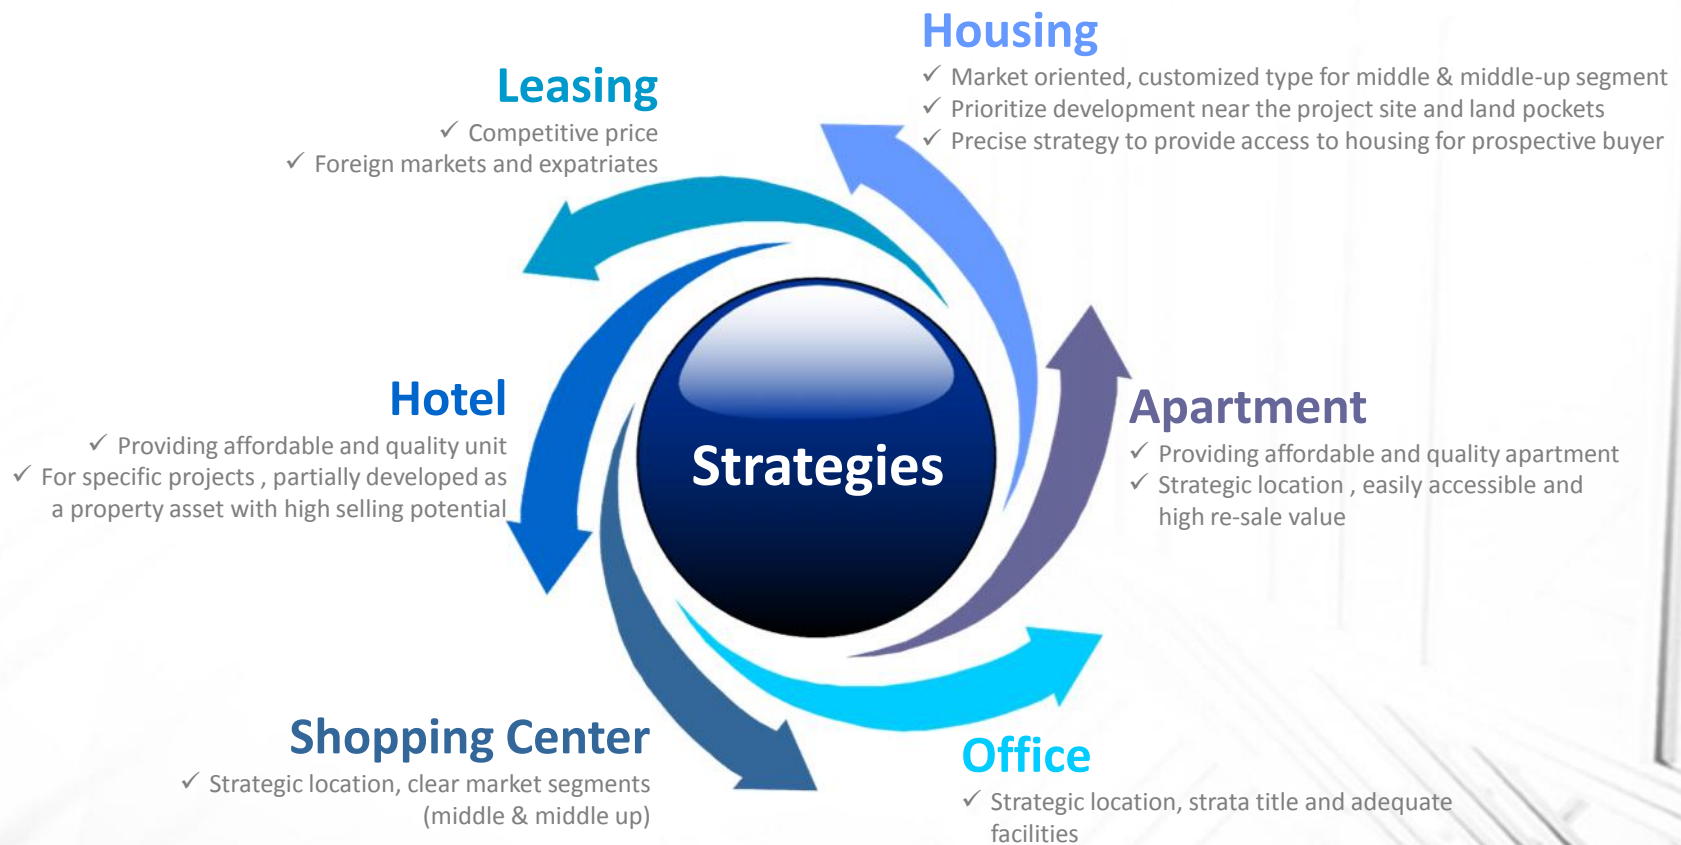 Housing
✓ Market oriented, customized type for middle & middle-up segment
✓ Prioritize development near the project site and land pockets
✓ Precise strategy to provide access to housing for prospective buyer
Leasing
✓ Competitive price
✓ Foreign markets and expatriates
Hotel
✓ Providing affordable and quality unit
✓ For specific projects , partially developed as
a property asset with high selling potential
Strategies
Apartment
✓ Providing affordable and quality apartment
✓ Strategic location , easily accessible and
high re-sale value
Shopping Center
✓ Strategic location, clear market segments
(middle & middle up)
Office
✓ Strategic location, strata title and adequate
facilities